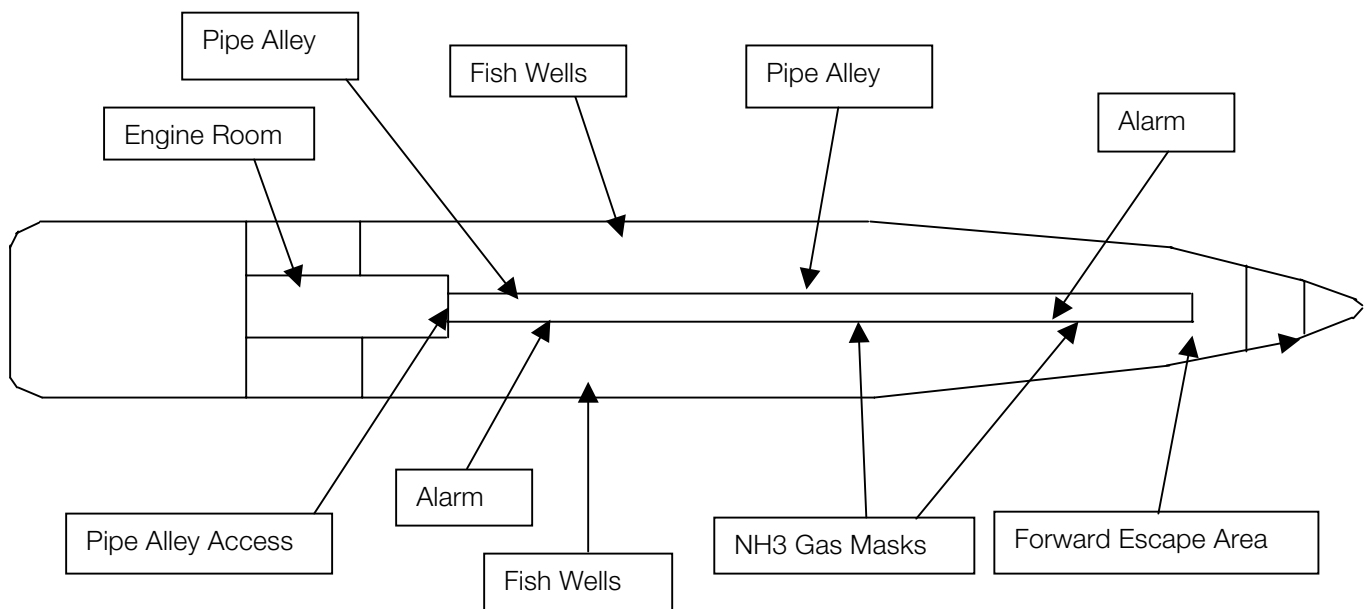 Pipe Alley
Fish Wells
Pipe Alley
Alarm
Engine Room
Alarm
Pipe Alley Access
NH3 Gas Masks
Forward Escape Area
Fish Wells